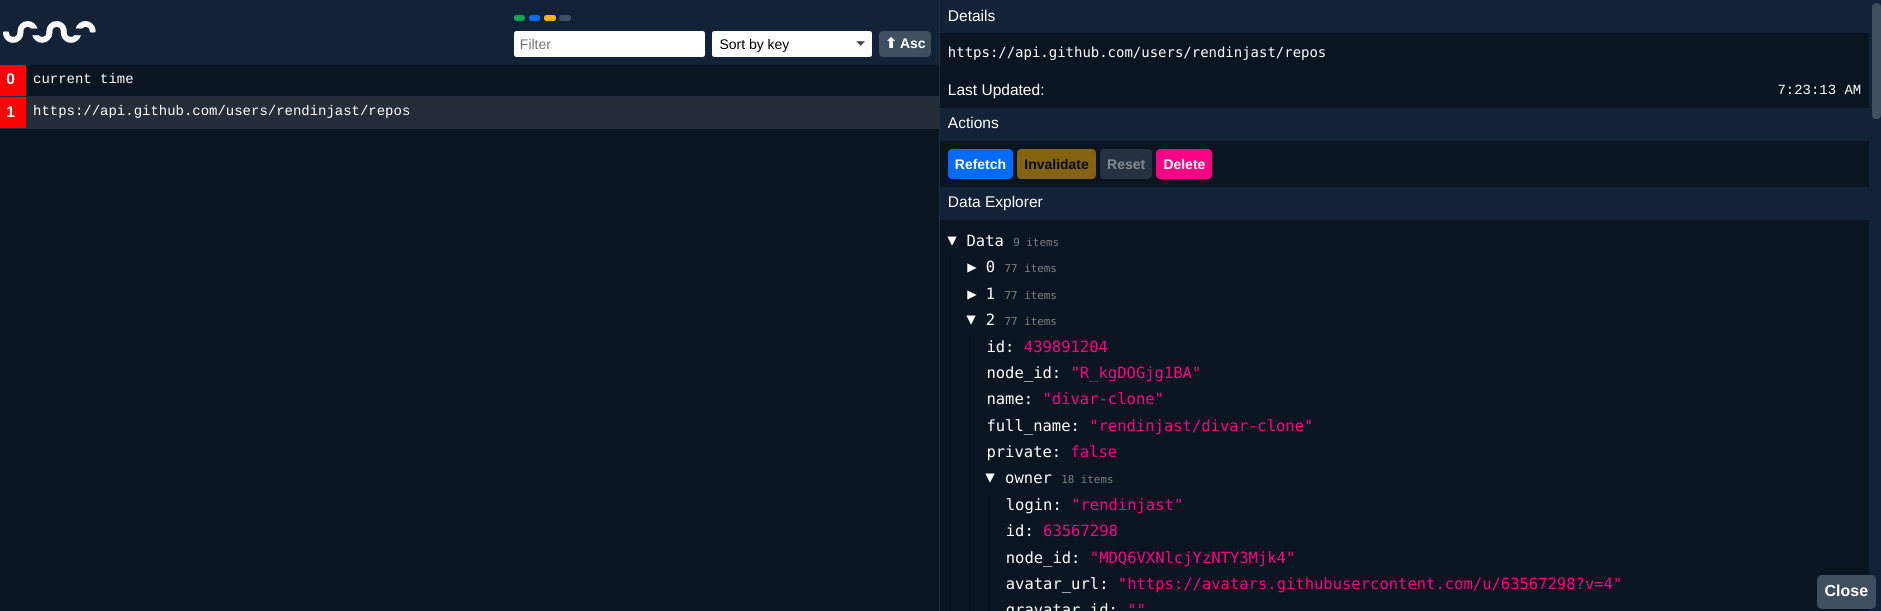 Filter
Sort by key
⬆ Asc
0 current time
1 https://api.github.com/users/rendinjast/repos
Details
https://api.github.com/users/rendinjast/repos
Last Updated: 7:23:13 AM
Actions
Refetch Invalidate Reset Delete
Data Explorer
▼ Data 9 items
▶ 0 77 items
▶ 1 77 items
▼ 2 77 items
id: 439891204
node_id: "R_kgDOGjg1BA"
name: "divar-clone"
full_name: "rendinjast/divar-clone"
private: false
▼ owner 18 items
login: "rendinjast"
id: 63567298
node_id: "MDQ6VXNlcjYzNTY3Mjk4"
avatar_url: "https://avatars.githubusercontent.com/u/63567298?v=4"
gravatar_id: ""
Close